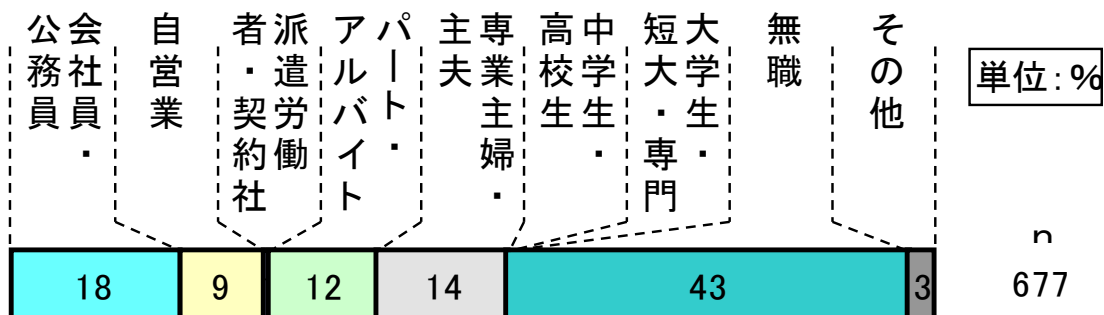 会社員・
公務員
自営業
派遣労働
者・契約社
パート・
アルバイト
専業主婦・
主夫
中学生・
高校生
大学生・
短大・専門
無職
その他
単位:%
n
18 9 12 14 43 3 677